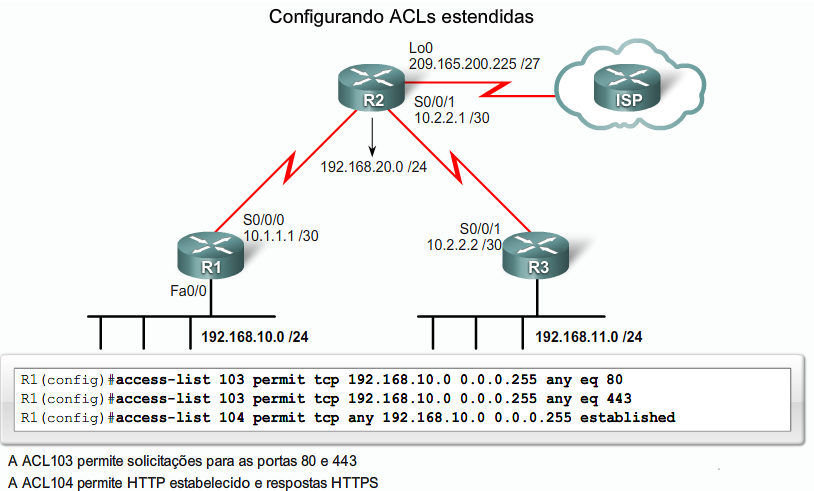 Configurando ACLs estendidas
Lo0
209.165.200.225 /27
R2
ISP
S0/0/1
10.2.2.1 /30
192.168.20.0 /24
S0/0/0
10.1.1.1 /30
S0/0/1
10.2.2.2 /30
R1
R3
Fa0/0
192.168.10.0 /24
192.168.11.0 /24
R1(config)#access-list 103 permit tcp 192.168.10.0 0.0.0.255 any eq 80
R1(config)#access-list 103 permit tcp 192.168.10.0 0.0.0.255 any eq 443
R1(config)#access-list 104 permit tcp any 192.168.10.0 0.0.0.255 established
A ACL103 permite solicitações para as portas 80 e 443
A ACL104 permite HTTP estabelecido e respostas HTTPS